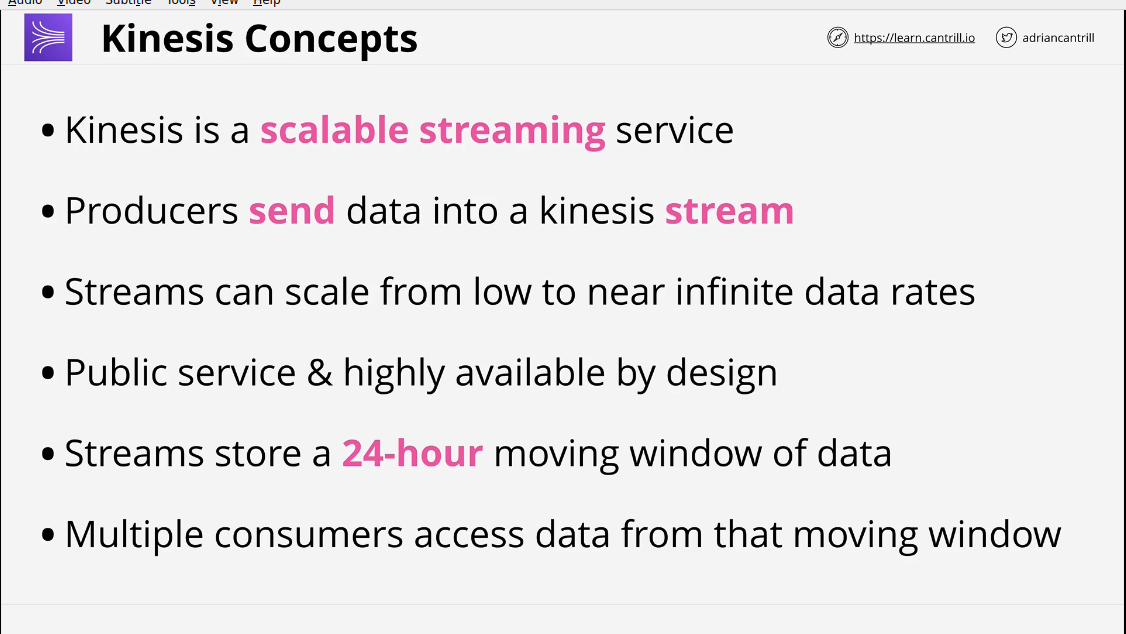 Audio Video Subtitle Tools View Help
Kinesis Concepts
https://learn.cantrill.io
adriancantrill
• Kinesis is a scalable streaming service
• Producers send data into a kinesis stream
• Streams can scale from low to near infinite data rates
• Public service & highly available by design
• Streams store a 24-hour moving window of data
• Multiple consumers access data from that moving window